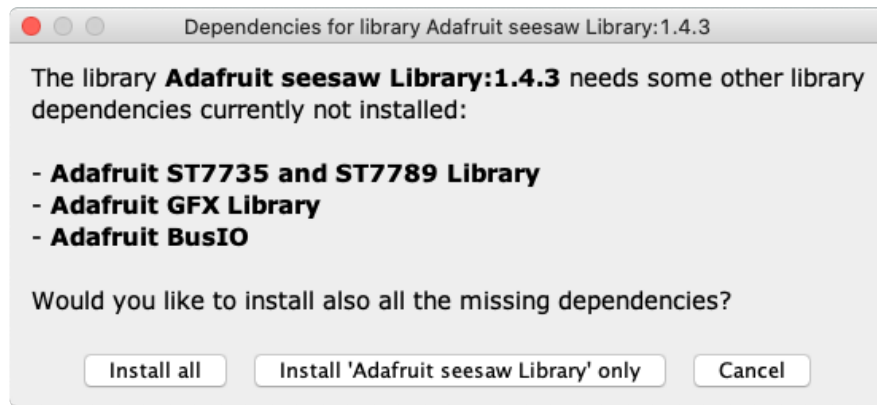 Dependencies for library Adafruit seesaw Library:1.4.3
The library Adafruit seesaw Library:1.4.3 needs some other library
dependencies currently not installed:
- Adafruit ST7735 and ST7789 Library
- Adafruit GFX Library
- Adafruit BusIO
Would you like to install also all the missing dependencies?
Install all Install 'Adafruit seesaw Library' only Cancel